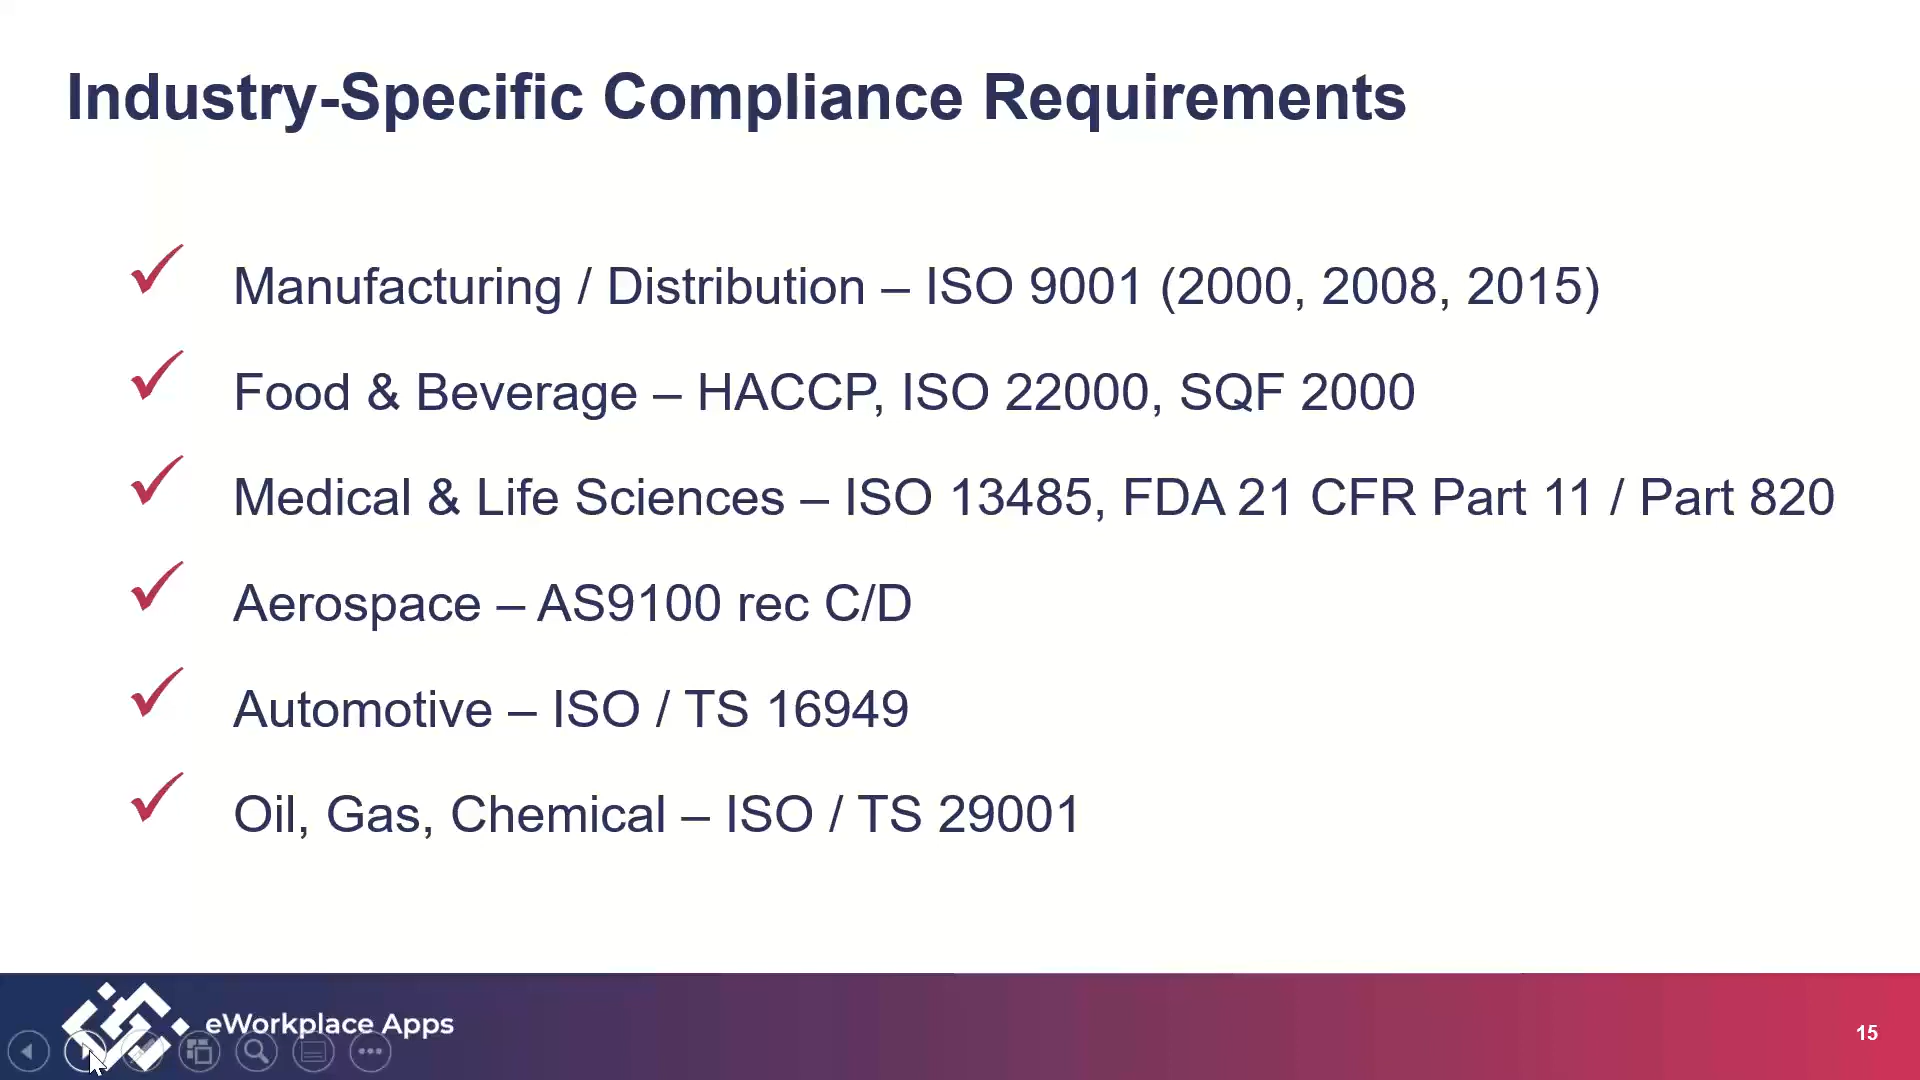 Industry-Specific Compliance Requirements
Manufacturing / Distribution – ISO 9001 (2000, 2008, 2015)
Food & Beverage – HACCP, ISO 22000, SQF 2000
Medical & Life Sciences – ISO 13485, FDA 21 CFR Part 11 / Part 820
Aerospace – AS9100 rec C/D
Automotive – ISO / TS 16949
Oil, Gas, Chemical – ISO / TS 29001
eWorkplace Apps
15